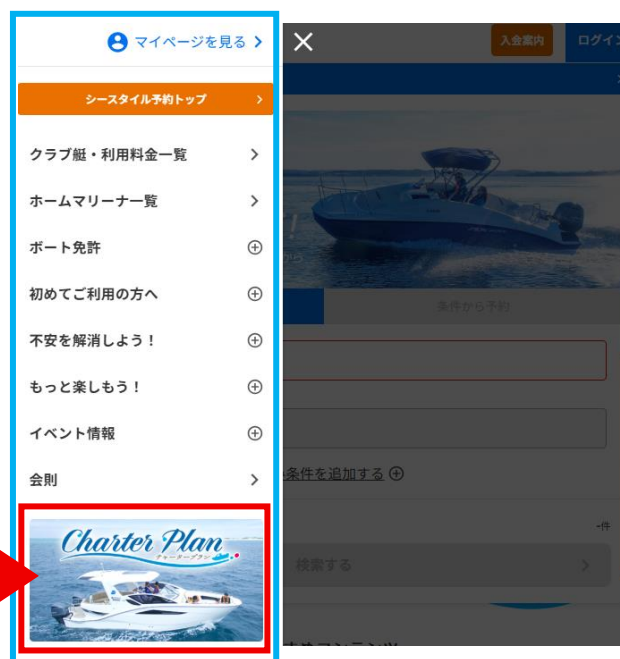 マイページを見る
入会案内
ログイン
シースタイル予約トップ
クラブ艇・利用料金一覧
ホームマリーナ一覧
ボート免許
初めてご利用の方へ
条件から予約
不安を解消しよう！
もっと楽しもう！
イベント情報
会則
条件を追加する
-件
Charter Plan
チャータープラン
検索する